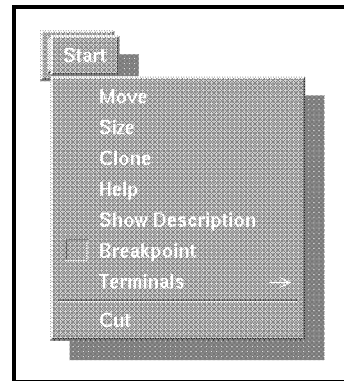 Start
Move
Size
Clone
Help
Show Description
Breakpoint
Terminals
Cut